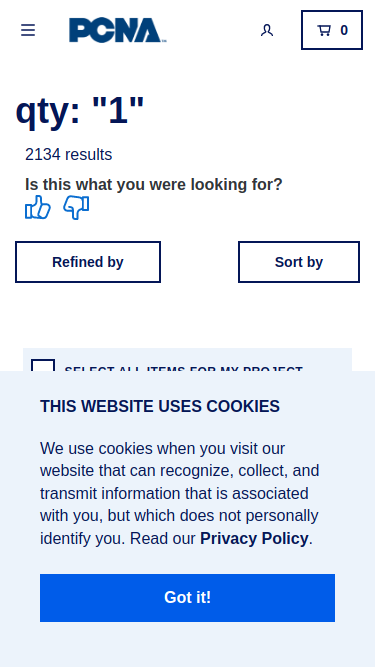 PCNA
0
qty: "1"
2134 results
Is this what you were looking for?
Refined by
Sort by
SELECT ALL ITEMS FOR MY PROJECT
THIS WEBSITE USES COOKIES
We use cookies when you visit our
website that can recognize, collect, and
transmit information that is associated
with you, but which does not personally
identify you. Read our Privacy Policy.
Got it!